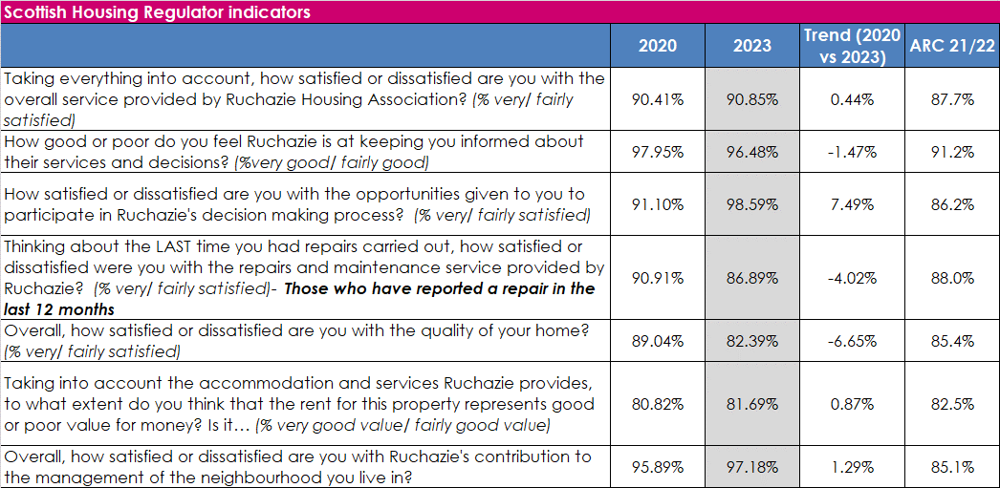 Scottish Housing Regulator indicators
2020 2023 Trend (2020 vs 2023) ARC 21/22
Taking everything into account, how satisfied or dissatisfied are you with the
overall service provided by Ruchazie Housing Association? (% very/ fairly
satisfied)
90.41% 90.85% 0.44% 87.7%
How good or poor do you feel Ruchazie is at keeping you informed about
their services and decisions? (%very good/ fairly good)
97.95% 96.48% -1.47% 91.2%
How satisfied or dissatisfied are you with the opportunities given to you to
participate in Ruchazie's decision making process? (% very/ fairly satisfied)
91.10% 98.59% 7.49% 86.2%
Thinking about the LAST time you had repairs carried out, how satisfied or
dissatisfied were you with the repairs and maintenance service provided by
Ruchazie? (% very/ fairly satisfied)- Those who have reported a repair in the
last 12 months
90.91% 86.89% -4.02% 88.0%
Overall, how satisfied or dissatisfied are you with the quality of your home?
(% very/ fairly satisfied)
89.04% 82.39% -6.65% 85.4%
Taking into account the accommodation and services Ruchazie provides,
to what extent do you think that the rent for this property represents good
or poor value for money? Is it… (% very good value/ fairly good value)
80.82% 81.69% 0.87% 82.5%
Overall, how satisfied or dissatisfied are you with Ruchazie's contribution to
the management of the neighbourhood you live in?
95.89% 97.18% 1.29% 85.1%